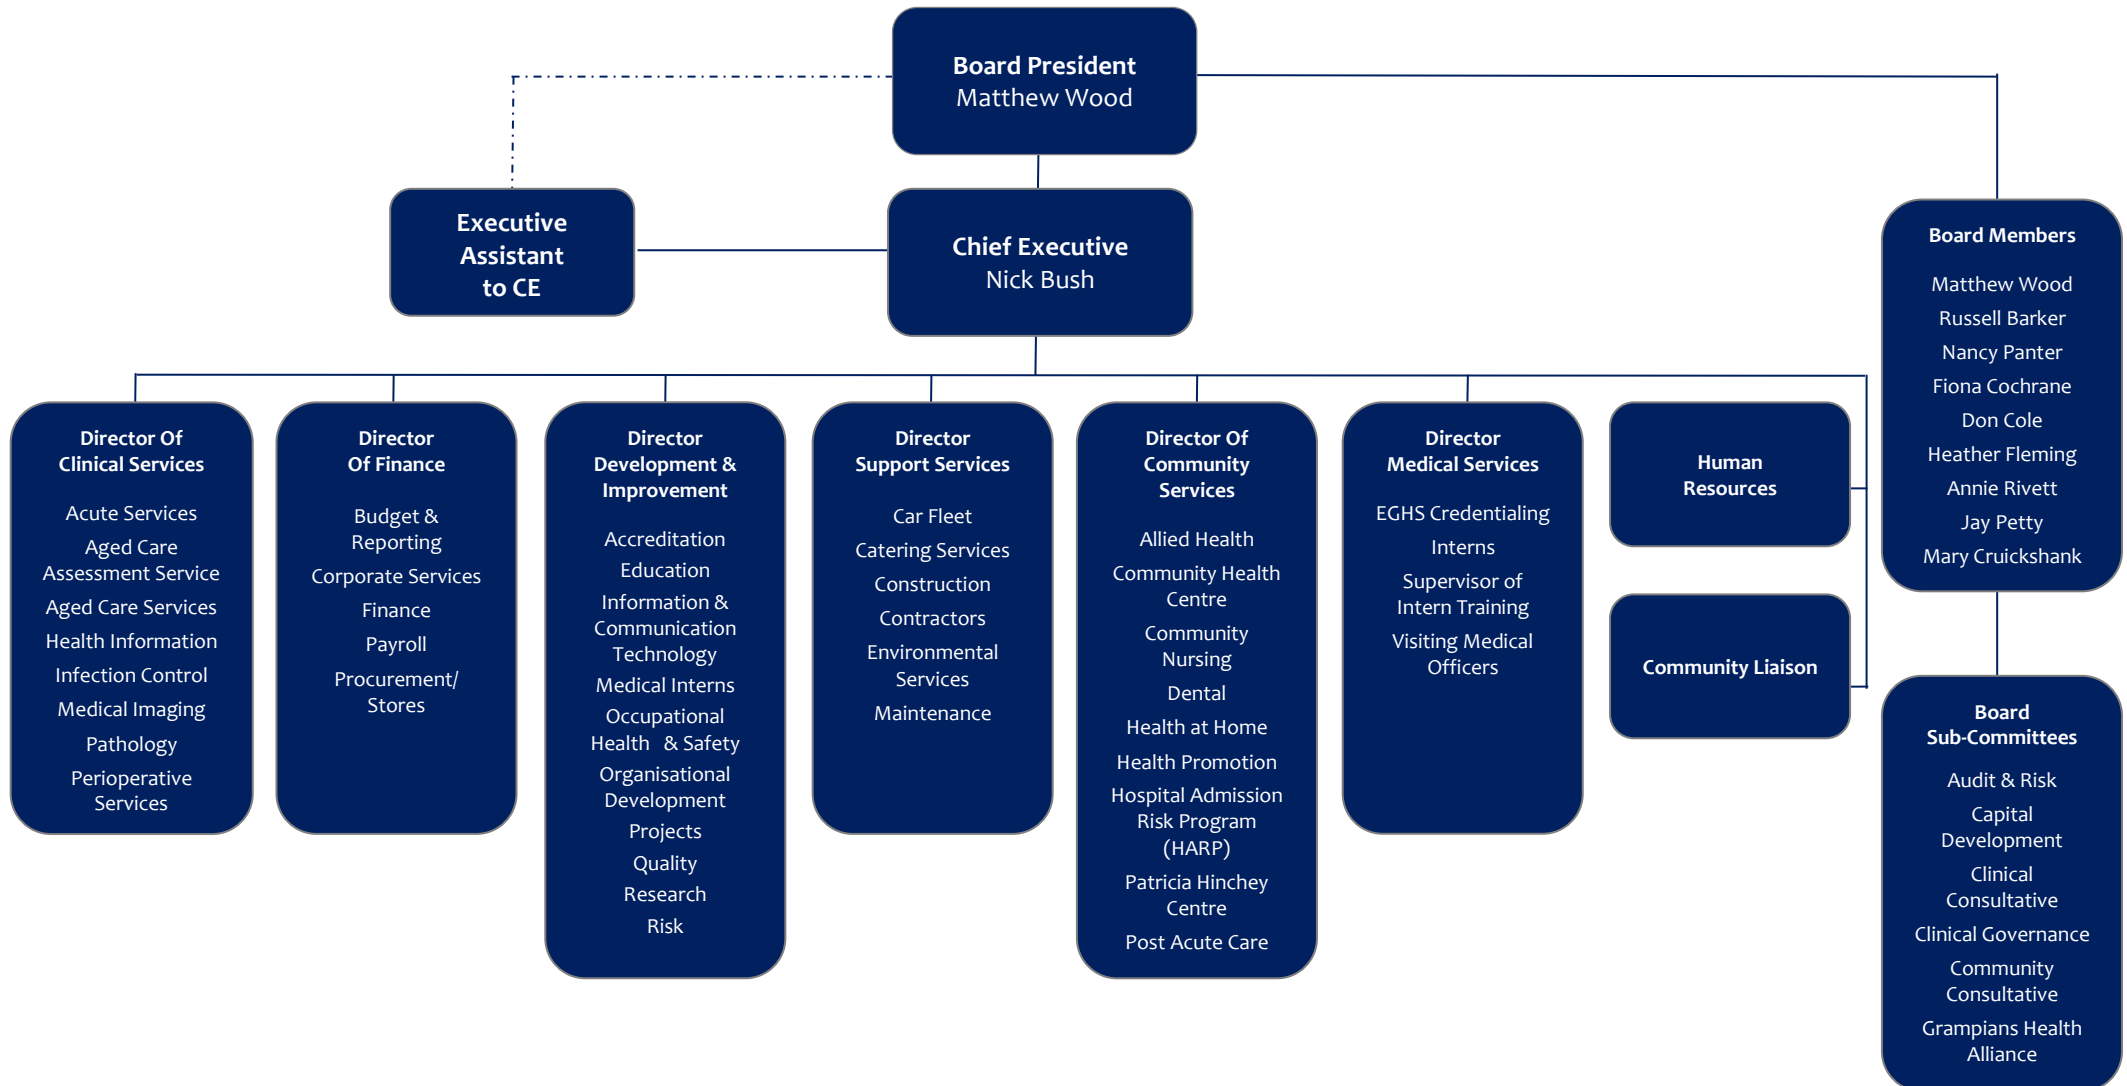 Board President
Matthew Wood
Executive
Assistant
to CE
Chief Executive
Nick Bush
Board Members
Matthew Wood
Russell Barker
Nancy Panter
Fiona Cochrane
Don Cole
Heather Fleming
Annie Rivett
Jay Petty
Mary Cruickshank
Director Of
Clinical Services
Acute Services
Aged Care
Assessment Service
Aged Care Services
Health Information
Infection Control
Medical Imaging
Pathology
Perioperative
Services
Director
Of Finance
Budget &
Reporting
Corporate Services
Finance
Payroll
Procurement/
Stores
Director
Development &
Improvement
Accreditation
Education
Information &
Communication
Technology
Medical Interns
Occupational
Health & Safety
Organisational
Development
Projects
Quality
Research
Risk
Director
Support Services
Car Fleet
Catering Services
Construction
Contractors
Environmental
Services
Maintenance
Director Of
Community
Services
Allied Health
Community Health
Centre
Community
Nursing
Dental
Health at Home
Health Promotion
Hospital Admission
Risk Program
(HARP)
Patricia Hinchey
Centre
Post Acute Care
Director
Medical Services
EGHS Credentialing
Interns
Supervisor of
Intern Training
Visiting Medical
Officers
Human
Resources
Community Liaison
Board
Sub-Committees
Audit & Risk
Capital
Development
Clinical
Consultative
Clinical Governance
Community
Consultative
Grampians Health
Alliance